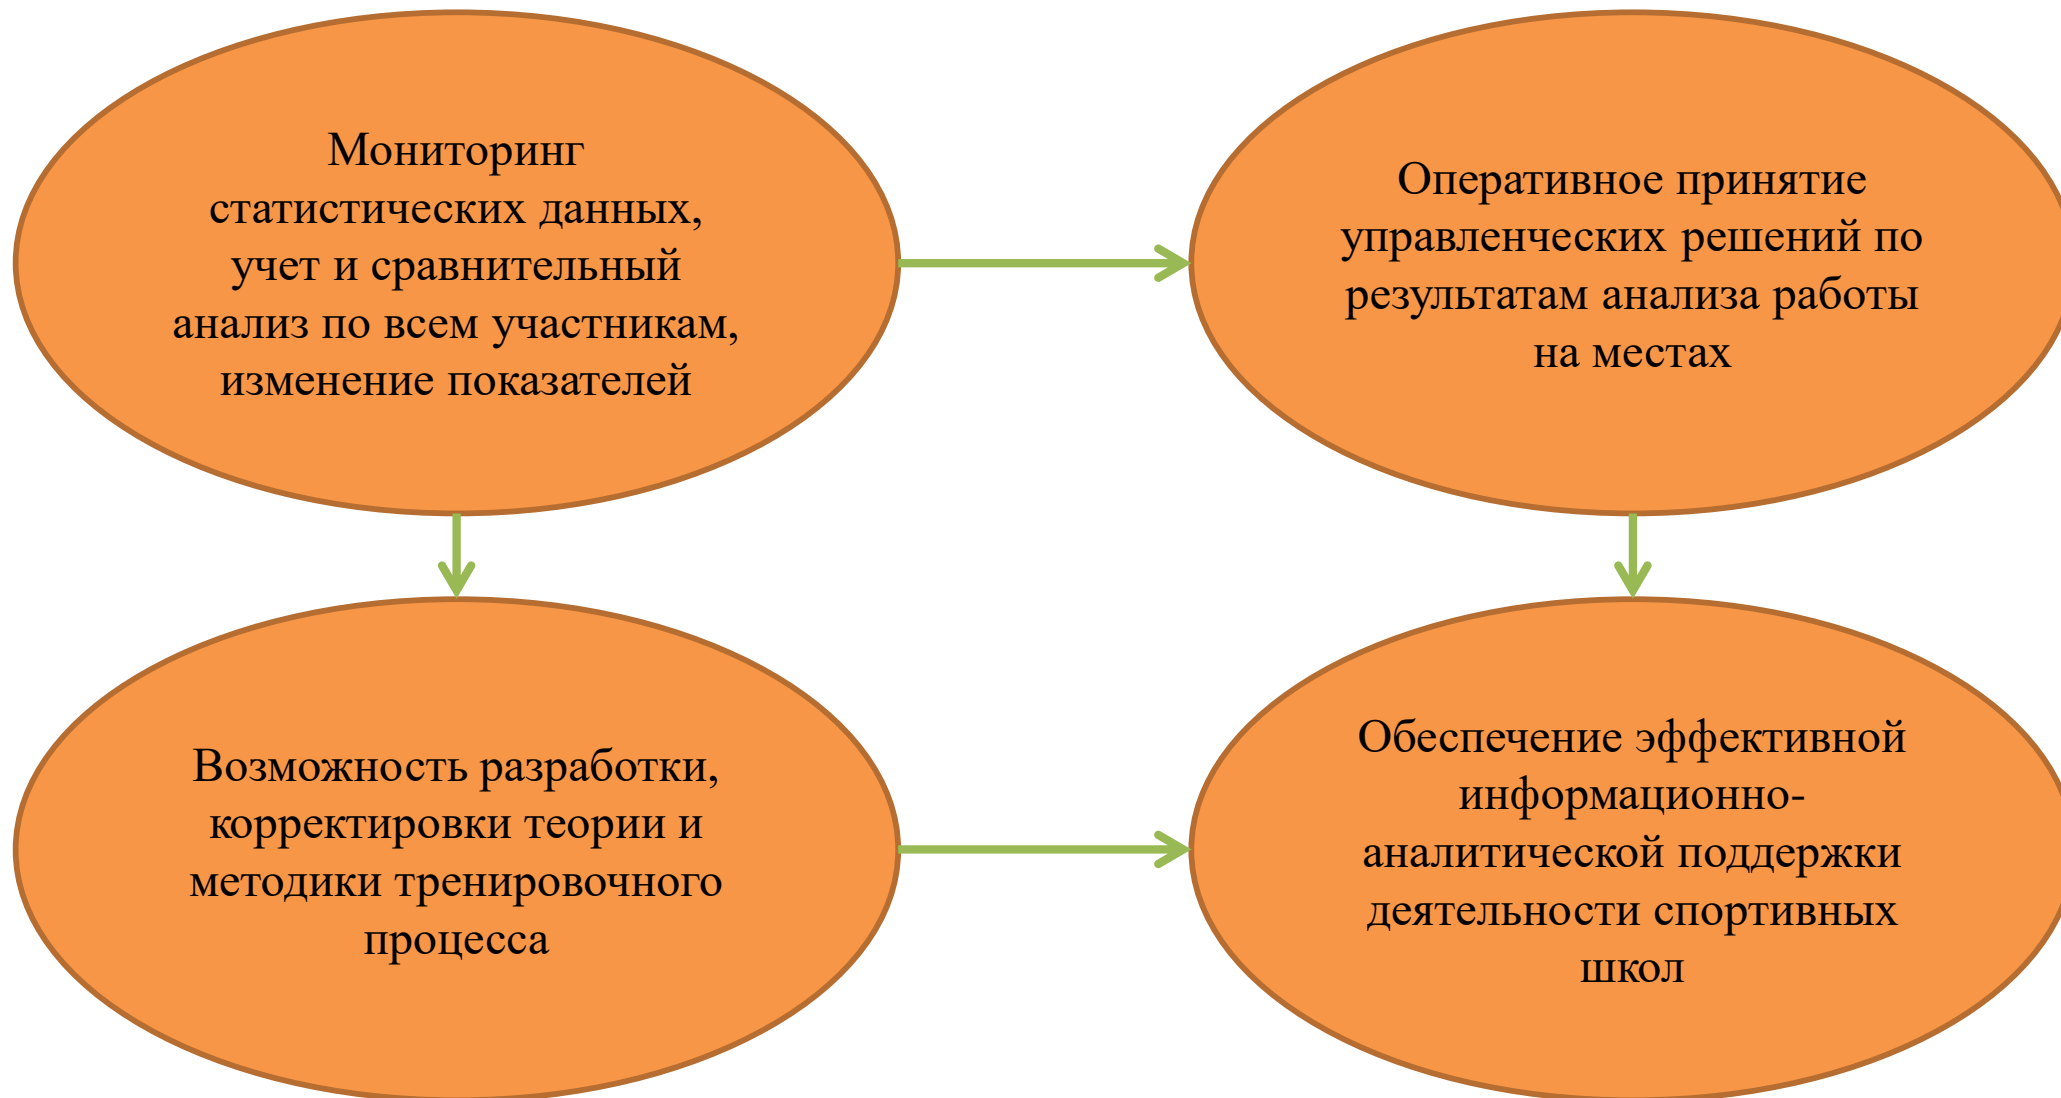 Мониторинг
статистических данных,
учет и сравнительный
анализ по всем участникам,
изменение показателей
Оперативное принятие
управленческих решений по
результатам анализа работы
на местах
Возможность разработки,
корректировки теории и
методики тренировочного
процесса
Обеспечение эффективной
информационно-
аналитической поддержки
деятельности спортивных
школ